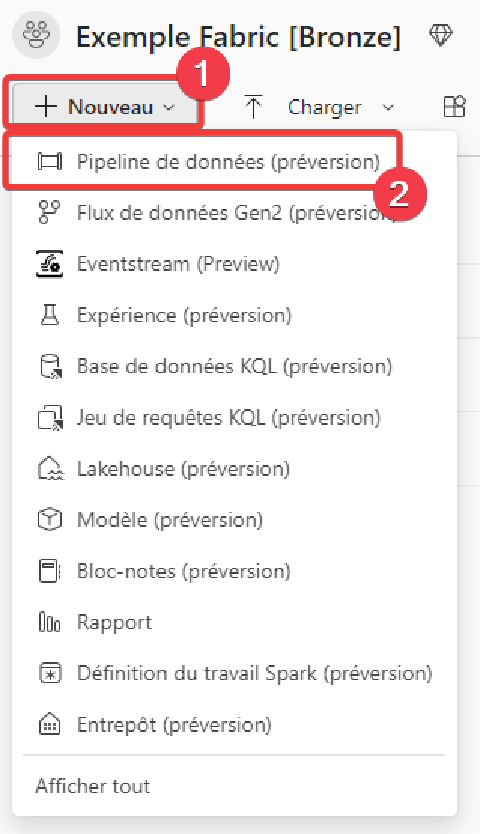 Exemple Fabric [Bronze]
1
Nouveau
Charger
Pipeline de données (préversion)
2
Flux de données Gen2 (préversion)
Eventstream (Preview)
Expérience (préversion)
Base de données KQL (préversion)
Jeu de requêtes KQL (préversion)
Lakehouse (préversion)
Modèle (préversion)
Bloc-notes (préversion)
Rapport
Définition du travail Spark (préversion)
Entrepôt (préversion)
Afficher tout